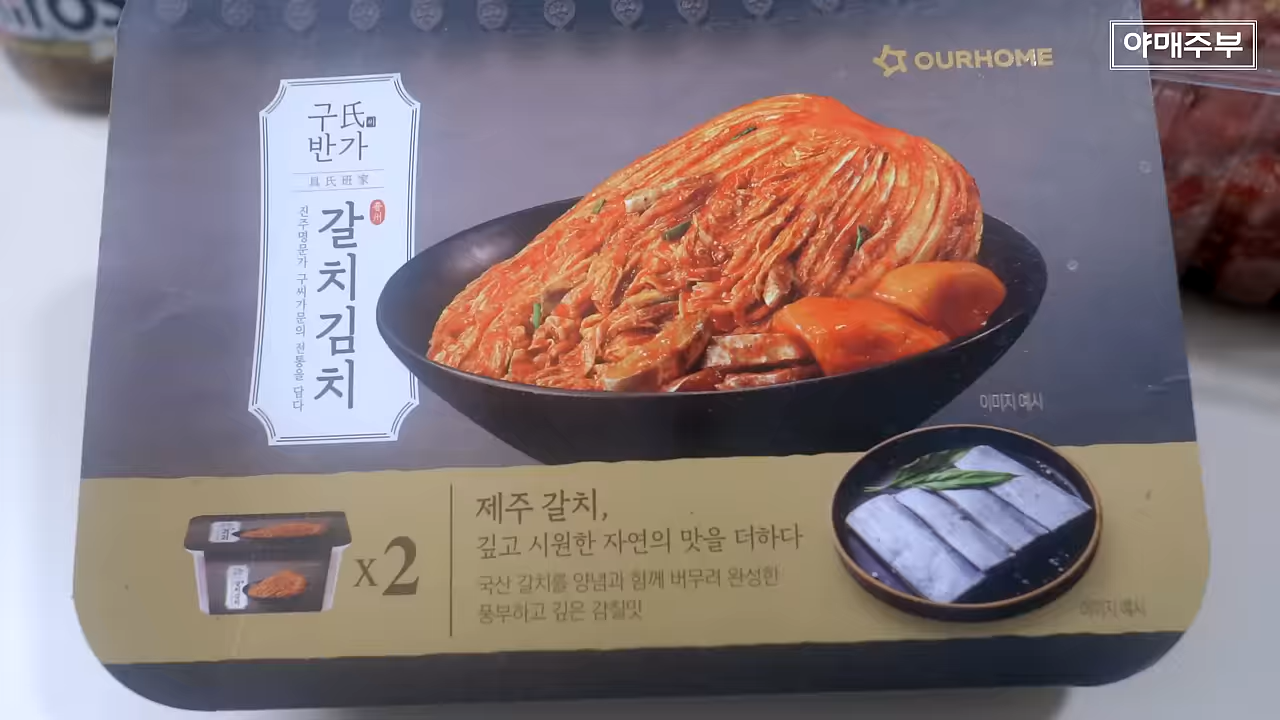 야매주부
OURHOME
구氏
반가
具氏班家
갈치김치
진주명문가 구씨가문의 전통을 담다
이미지 예시
x2
제주 갈치,
깊고 시원한 자연의 맛을 더하다
국산 갈치를 양념과 함께 버무려 완성한
풍부하고 깊은 감칠맛
이미지 예시